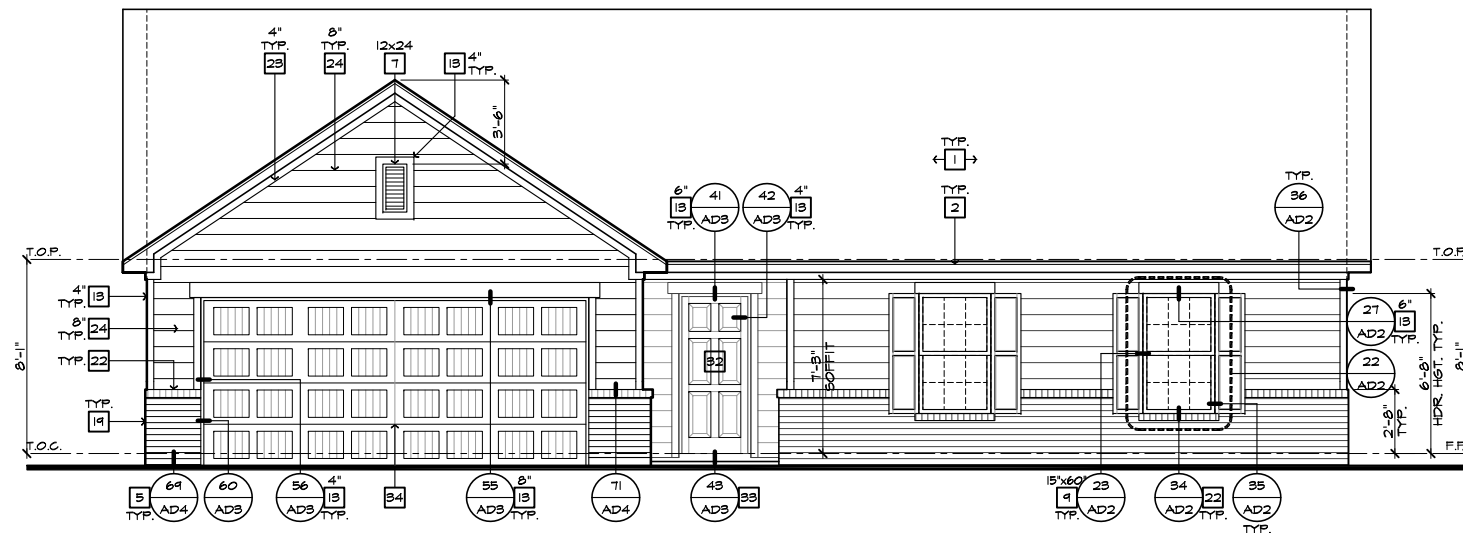 4"
TYP.
23
8"
TYP.
24
12x24
7
13
4"
TYP.
3'-6"
TYP.
1
TYP.
2
6"
13
TYP.
41
AD3
42
AD3
4"
13
TYP.
TYP.
36
AD2
T.O.P.
T.O.P.
4"
TYP.
13
8"
TYP.
24
TYP.
22
TYP.
19
8'-1"
T.O.C.
32
7'-3"
SOFFIT
27
AD2
6"
13
TYP.
22
AD2
6'-8"
HDR. HGT. TYP.
8'-1"
2'-8"
TYP.
F.F.
5
TYP.
69
AD4
60
AD3
56
AD3
4"
13
TYP.
34
55
AD3
8"
13
TYP.
71
AD4
43
AD3
33
15"x60"
9
TYP.
23
AD2
34
AD2
22
TYP.
35
AD2
TYP.